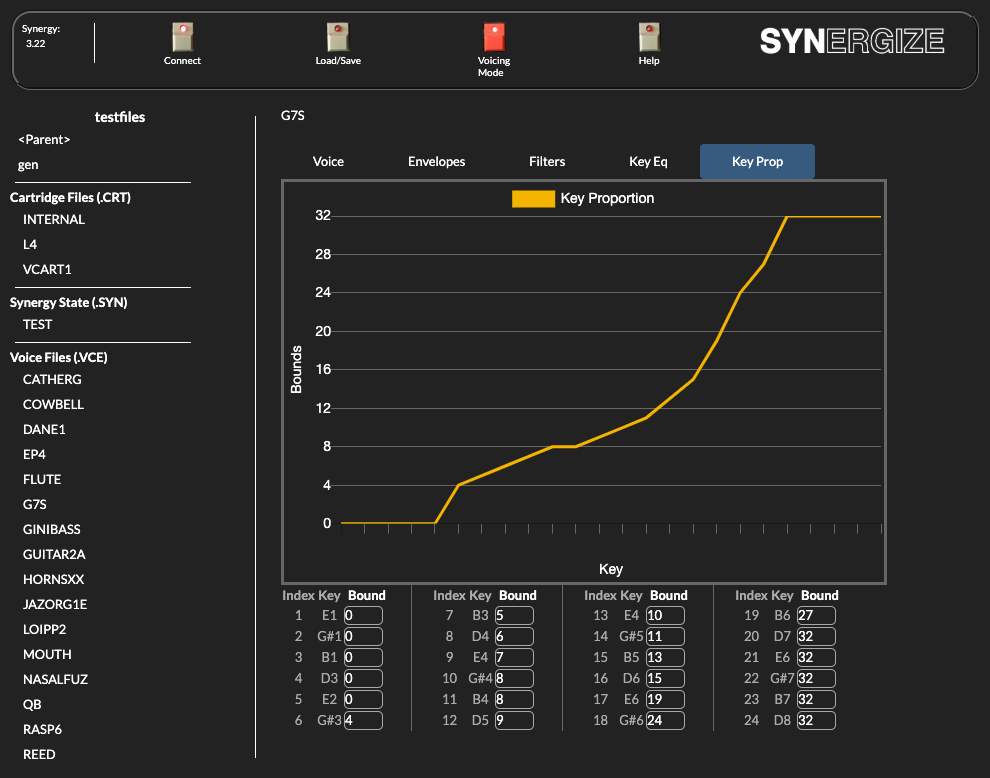 Synergy:
3.22
Connect
Load/Save
Voicing
Mode
Help
SYNERGIZE
testfiles
<Parent>
gen
Cartridge Files (.CRT)
INTERNAL
L4
VCART1
Synergy State (.SYN)
TEST
Voice Files (.VCE)
CATHERG
COWBELL
DANE1
EP4
FLUTE
G7S
GINIBASS
GUITAR2A
HORNSXX
JAZORG1E
LOIPP2
MOUTH
NASALFUZ
QB
RASP6
REED
G7S
Voice Envelopes Filters Key Eq Key Prop
Key Proportion
32
28
24
20
16
12
8
4
0
Bounds
Key
Index Key Bound Index Key Bound Index Key Bound Index Key Bound
1 E1 0 7 B3 5 13 E4 10 19 B6 27
2 G#1 0 8 D4 6 14 G#5 11 20 D7 32
3 B1 0 9 E4 7 15 B5 13 21 E6 32
4 D3 0 10 G#4 8 16 D6 15 22 G#7 32
5 E2 0 11 B4 8 17 E6 19 23 B7 32
6 G#3 4 12 D5 9 18 G#6 24 24 D8 32